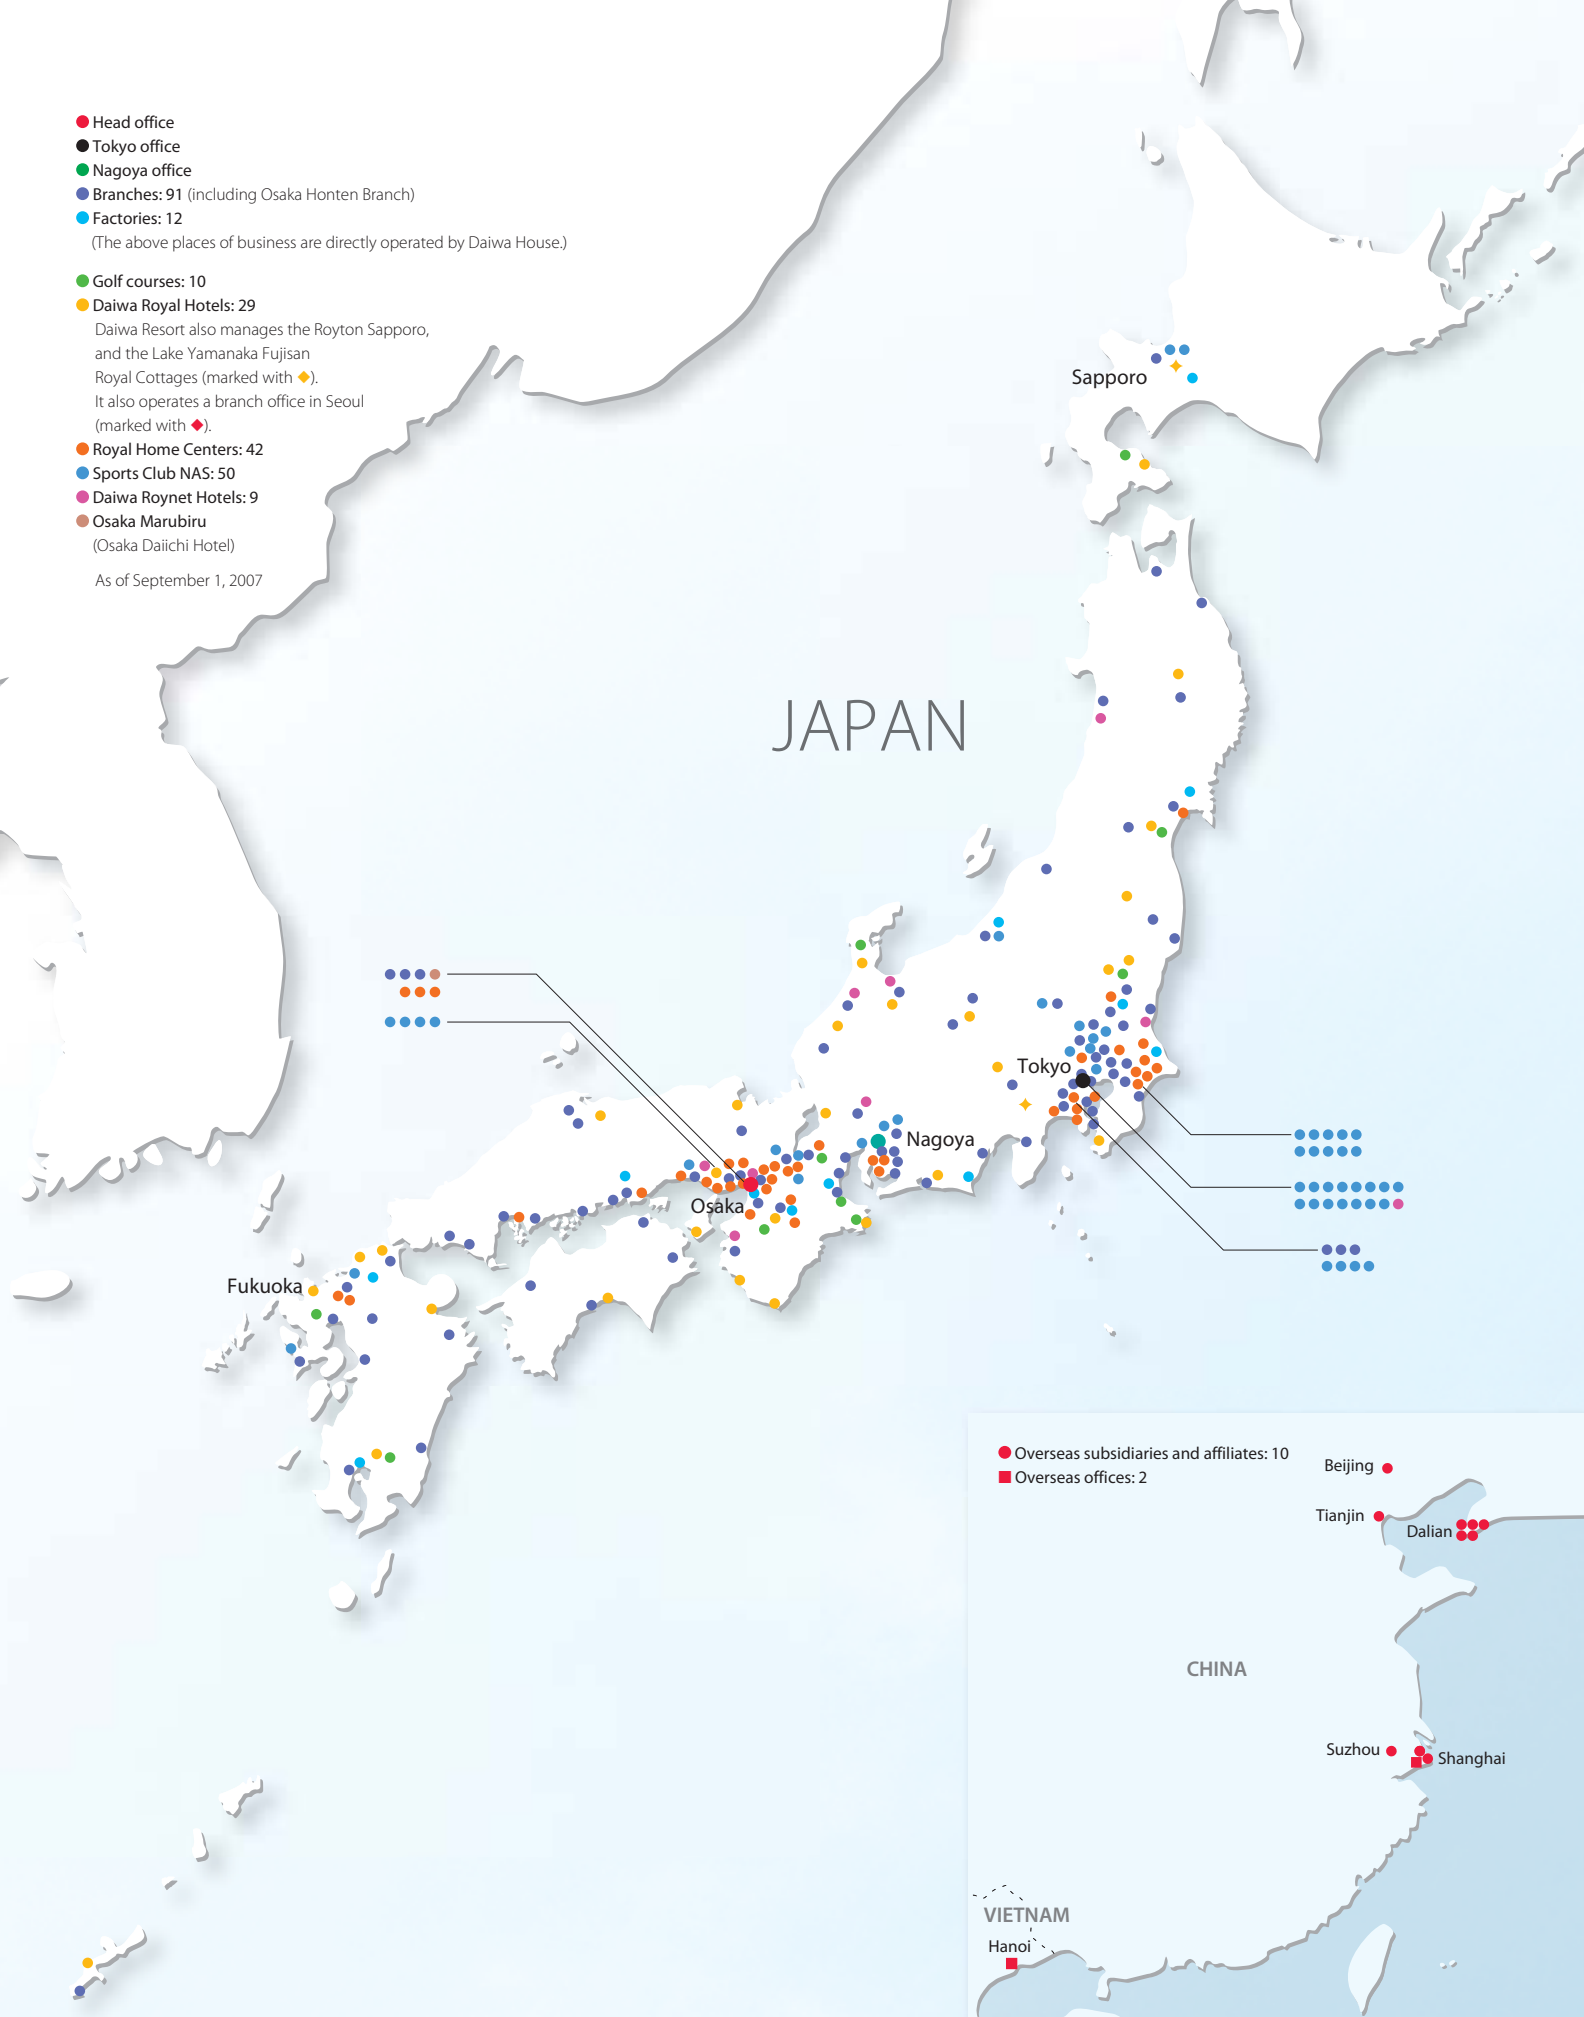 Head office
Tokyo office
Nagoya office
Branches: 91 (including Osaka Honten Branch)
Factories: 12
(The above places of business are directly operated by Daiwa House.)
Golf courses: 10
Daiwa Royal Hotels: 29
Daiwa Resort also manages the Royton Sapporo,
and the Lake Yamanaka Fujisan
Royal Cottages (marked with ◆).
It also operates a branch office in Seoul
(marked with ◆).
Royal Home Centers: 42
Sports Club NAS: 50
Daiwa Roynet Hotels: 9
Osaka Marubiru
(Osaka Daiichi Hotel)
As of September 1, 2007
Sapporo
JAPAN
Tokyo
Nagoya
Osaka
Fukuoka
Overseas subsidiaries and affiliates: 10
Overseas offices: 2
Beijing
Tianjin
Dalian
CHINA
Suzhou
Shanghai
VIETNAM
Hanoi